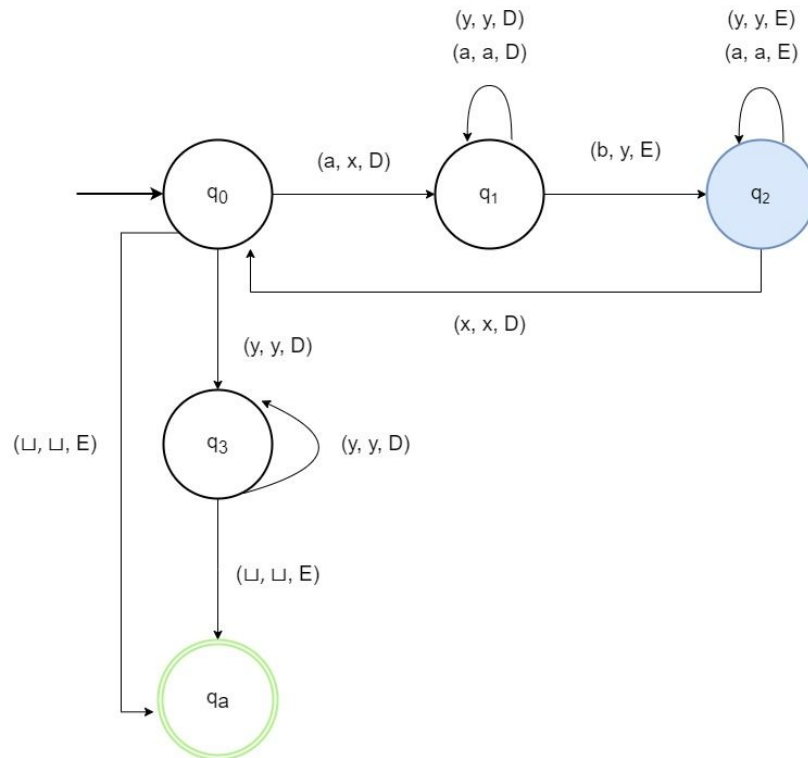 (y, y, D)
(a, a, D)
(y, y, E)
(a, a, E)
(a, x, D)
(b, y, E)
q₀
q₁
q₂
(x, x, D)
(y, y, D)
(⊔, ⊔, E)
q₃
(y, y, D)
(⊔, ⊔, E)
qa